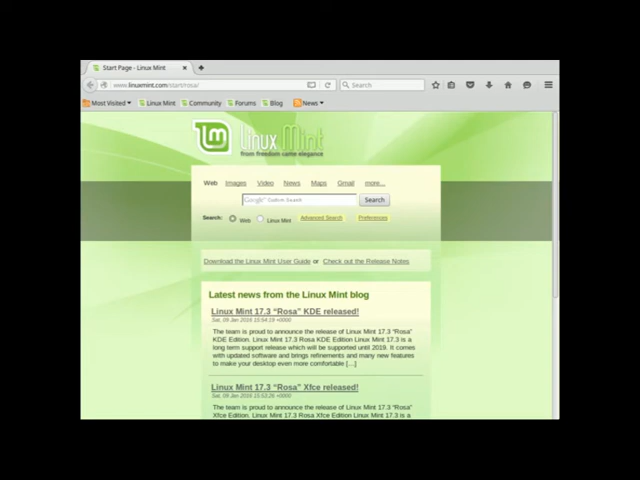 Start Page - Linux Mint
www.linuxmint.com/start/rosa/
Search
Most Visited
Linux Mint
Community
Forums
Blog
News
Linux Mint
from freedom came elegance
Web Images Video News Maps Gmail more...
Google™ Custom Search
Search
Search: Web Linux Mint Advanced Search Preferences
Download the Linux Mint User Guide or Check out the Release Notes
Latest news from the Linux Mint blog
Linux Mint 17.3 “Rosa” KDE released!
Sat, 09 Jan 2016 15:54:19 +0000
The team is proud to announce the release of Linux Mint 17.3 “Rosa”
KDE Edition. Linux Mint 17.3 Rosa KDE Edition Linux Mint 17.3 is a
long term support release which will be supported until 2019. It comes
with updated software and brings refinements and many new features
to make your desktop even more comfortable […]
Linux Mint 17.3 “Rosa” Xfce released!
Sat, 09 Jan 2016 15:53:26 +0000
The team is proud to announce the release of Linux Mint 17.3 “Rosa”
Xfce Edition. Linux Mint 17.3 Rosa Xfce Edition Linux Mint 17.3 is a